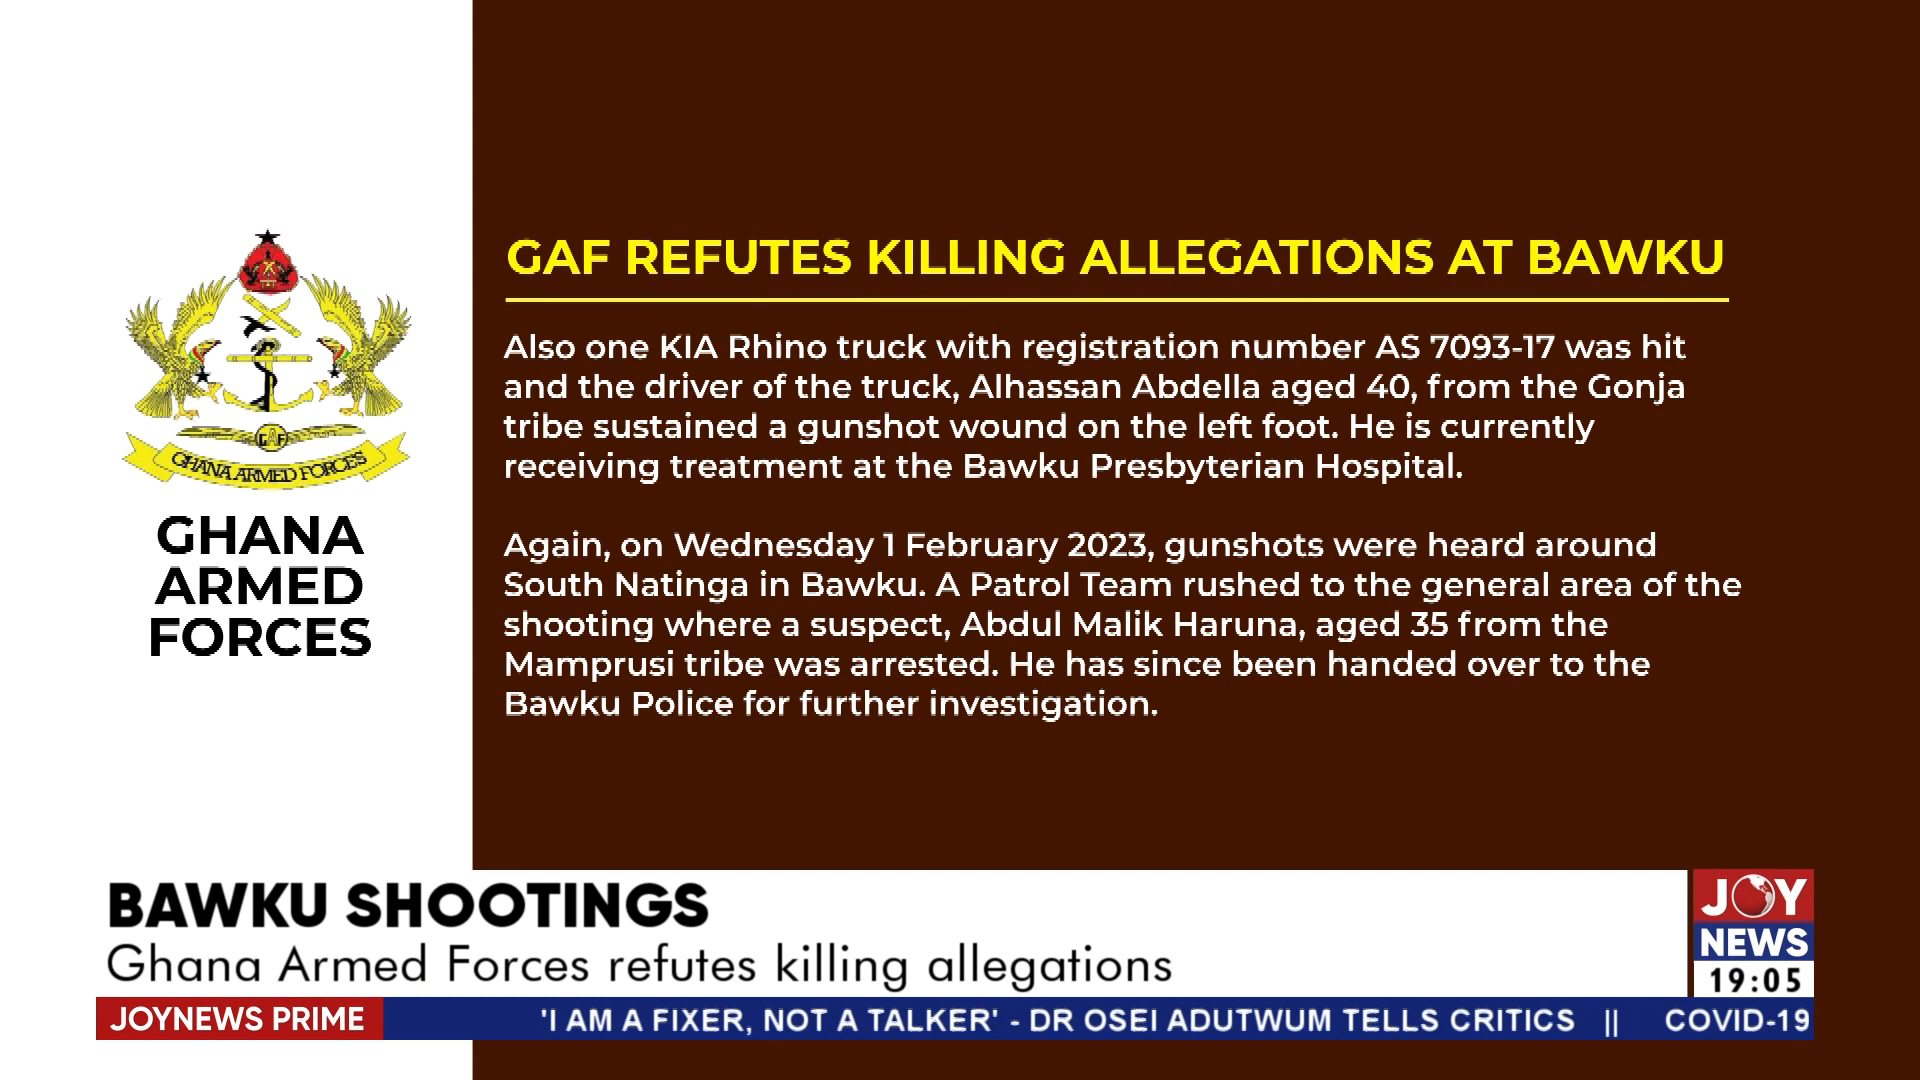 GAF
GHANA ARMED FORCES
GHANA
ARMED
FORCES
GAF REFUTES KILLING ALLEGATIONS AT BAWKU
Also one KIA Rhino truck with registration number AS 7093-17 was hit
and the driver of the truck, Alhassan Abdella aged 40, from the Gonja
tribe sustained a gunshot wound on the left foot. He is currently
receiving treatment at the Bawku Presbyterian Hospital.
Again, on Wednesday 1 February 2023, gunshots were heard around
South Natinga in Bawku. A Patrol Team rushed to the general area of the
shooting where a suspect, Abdul Malik Haruna, aged 35 from the
Mamprusi tribe was arrested. He has since been handed over to the
Bawku Police for further investigation.
BAWKU SHOOTINGS
Ghana Armed Forces refutes killing allegations
JOY
NEWS
19:05
JOYNEWS PRIME
'I AM A FIXER, NOT A TALKER' - DR OSEI ADUTWUM TELLS CRITICS || COVID-19